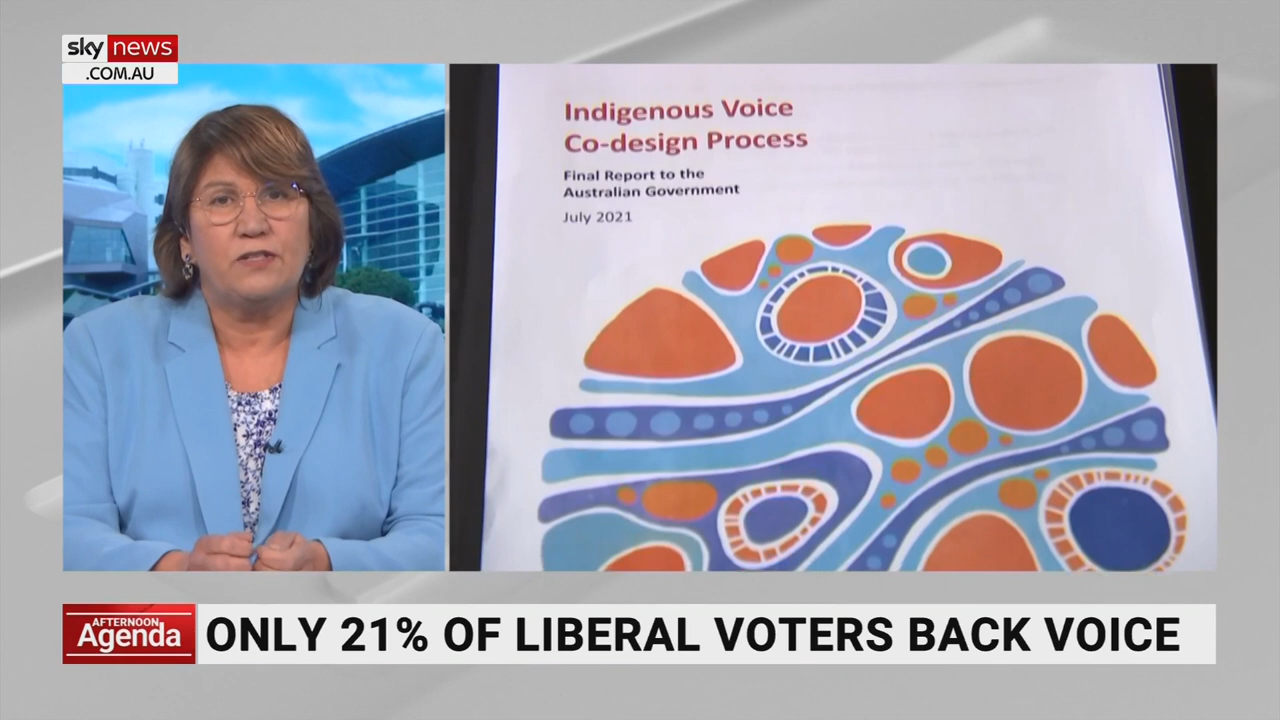 sky news
.COM.AU
Indigenous Voice
Co-design Process
Final Report to the
Australian Government
July 2021
AFTERNOON
Agenda
ONLY 21% OF LIBERAL VOTERS BACK VOICE